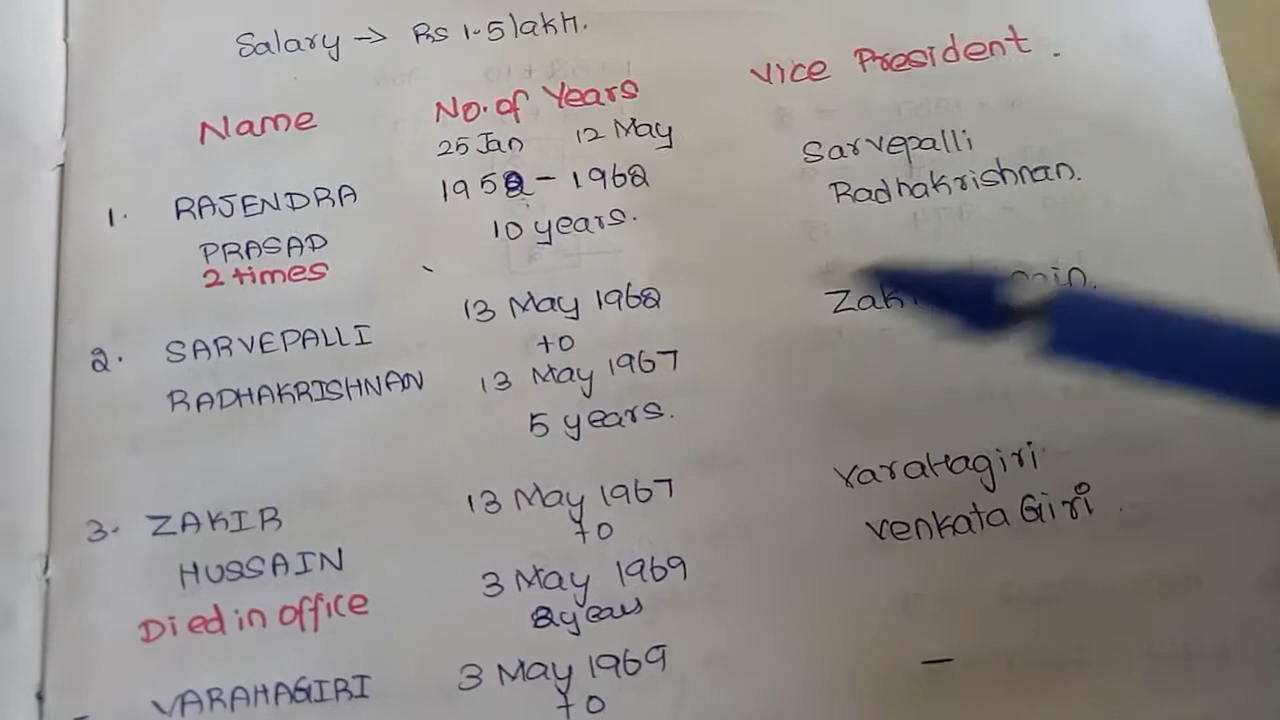 Salary → Rs 1.5 lakh.
Name No. of Years Vice President.
25 Jan 12 May
1. RAJENDRA 1952 - 1962 Sarvepalli
PRASAD 10 years. Radhakrishnan.
2 times
13 May 1962
2. SARVEPALLI to
RADHAKRISHNAN 13 May 1967
5 years.
3. ZAKIR 13 May 1967 Varahagiri
HUSSAIN to Venkata Giri.
Died in office 3 May 1969
2 years
VARAHAGIRI 3 May 1969 -
to